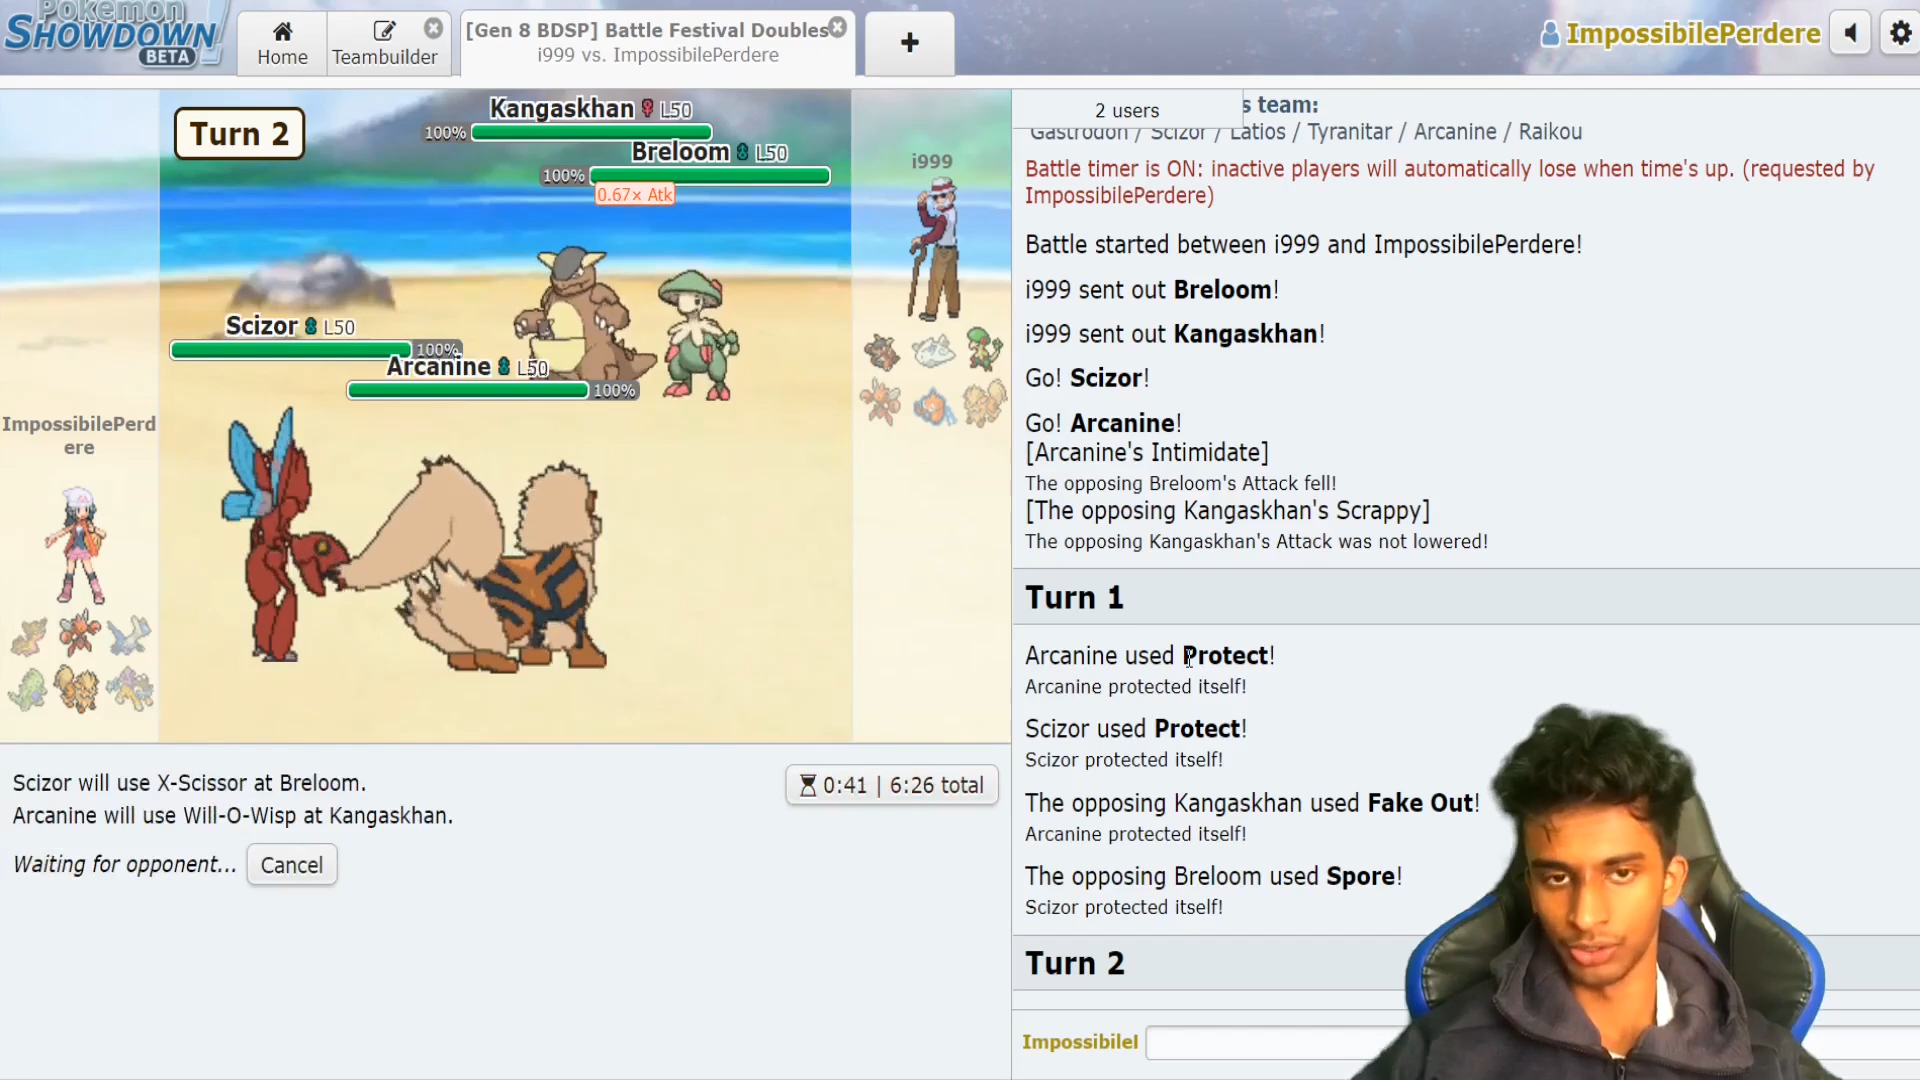 Pokémon
SHOWDOWN
BETA
Home
Teambuilder
[Gen 8 BDSP] Battle Festival Doubles
i999 vs. ImpossibilePerdere
+
ImpossibilePerdere
Turn 2
Kangaskhan L50
100%
Breloom L50
100%
0.67× Atk
Scizor L50
100%
Arcanine L50
100%
i999
ImpossibilePerd
ere
Scizor will use X-Scissor at Breloom.
Arcanine will use Will-O-Wisp at Kangaskhan.
Waiting for opponent... Cancel
0:41 | 6:26 total
2 users
s team:
Gastrodon / Scizor / Latios / Tyranitar / Arcanine / Raikou
Battle timer is ON: inactive players will automatically lose when time's up. (requested by
ImpossibilePerdere)
Battle started between i999 and ImpossibilePerdere!
i999 sent out Breloom!
i999 sent out Kangaskhan!
Go! Scizor!
Go! Arcanine!
[Arcanine's Intimidate]
The opposing Breloom's Attack fell!
[The opposing Kangaskhan's Scrappy]
The opposing Kangaskhan's Attack was not lowered!
Turn 1
Arcanine used Protect!
Arcanine protected itself!
Scizor used Protect!
Scizor protected itself!
The opposing Kangaskhan used Fake Out!
Arcanine protected itself!
The opposing Breloom used Spore!
Scizor protected itself!
Turn 2
Impossibilel